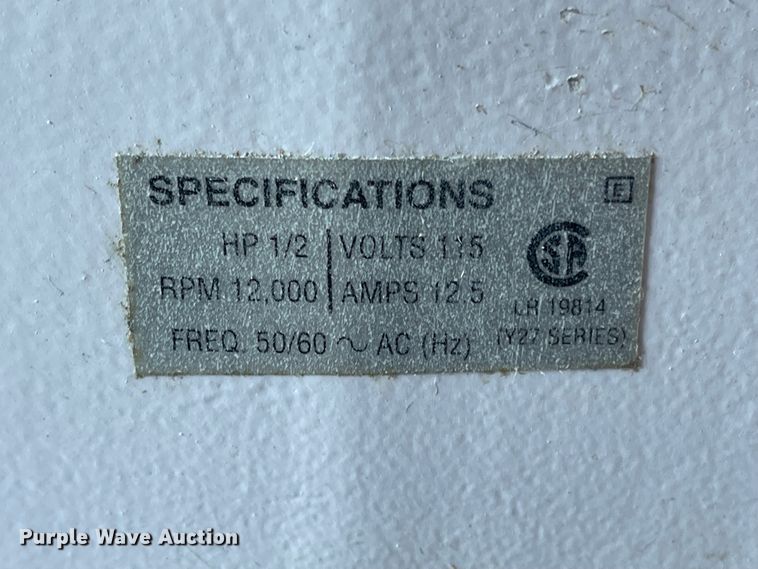 SPECIFICATIONS E
HP 1/2 VOLTS 115
RPM 12,000 AMPS 12.5
FREQ. 50/60 ~ AC (Hz)
CSA
LR 19814
(Y27 SERIES)
Purple Wave Auction